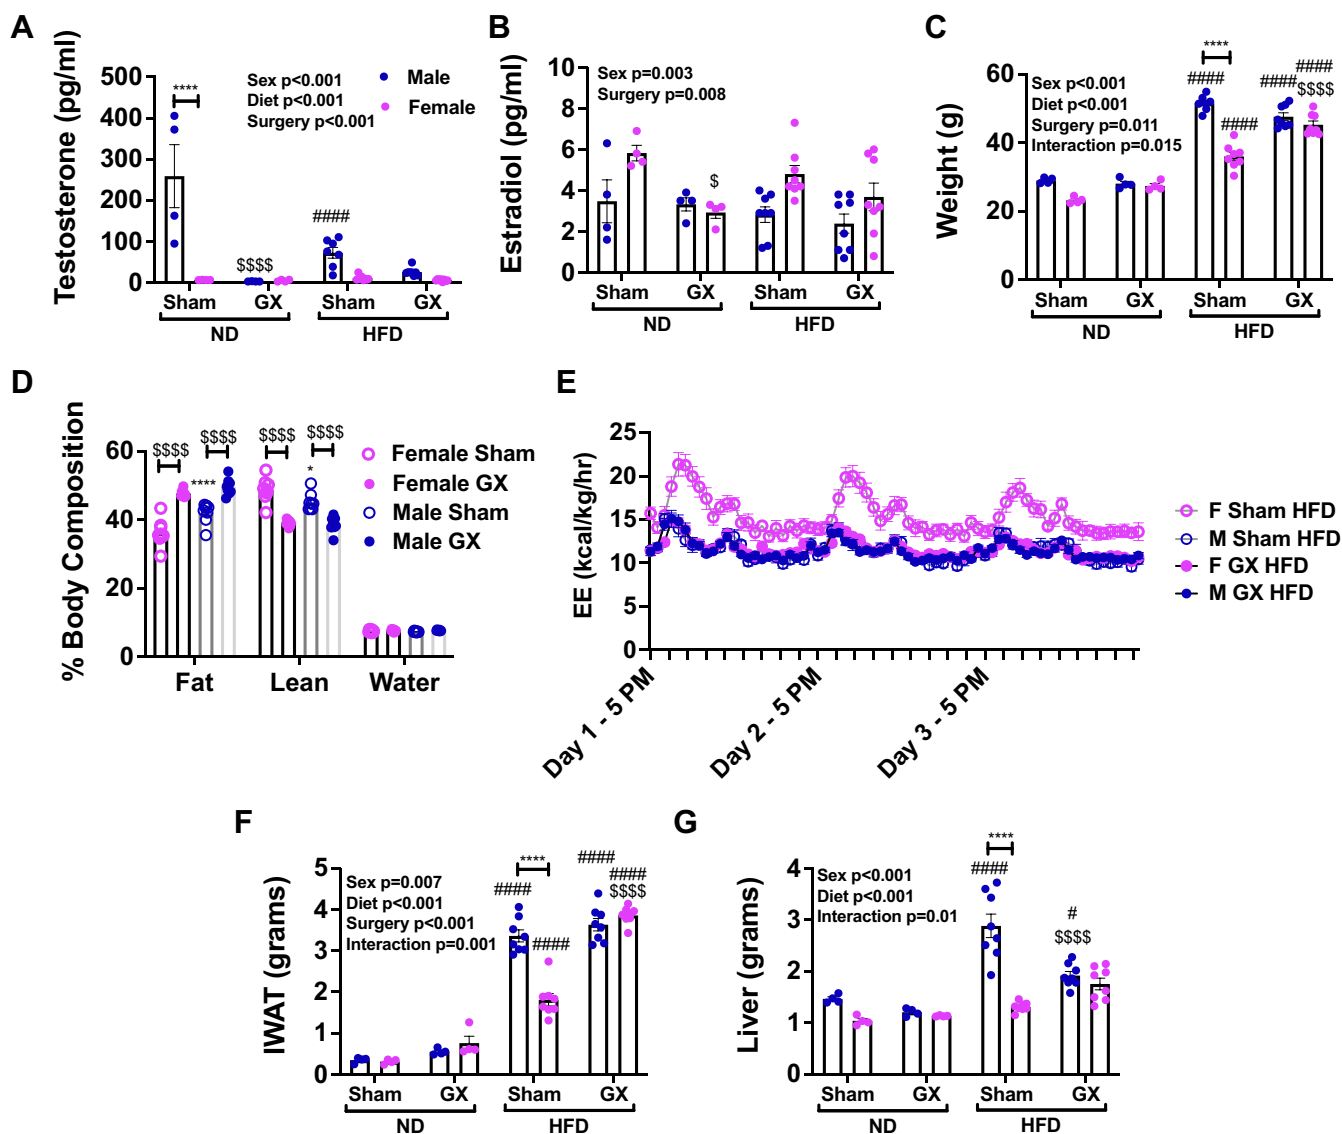 A
Testosterone (pg/ml)
500
400
300
200
100
0
****
Sex p<0.001
Diet p<0.001
Surgery p<0.001
Male
Female
$$$$
####
Sham
GX
Sham
GX
ND
HFD
B
Estradiol (pg/ml)
10
8
6
4
2
0
Sex p=0.003
Surgery p=0.008
$
Sham
GX
Sham
GX
ND
HFD
C
Weight (g)
60
40
20
0
Sex p<0.001
Diet p<0.001
Surgery p=0.011
Interaction p=0.015
****
####
####
####
####
$$$$
Sham
GX
Sham
GX
ND
HFD
D
% Body Composition
60
40
20
0
$$$$
****
$$$$
$$$$
*
$$$$
Female Sham
Female GX
Male Sham
Male GX
Fat
Lean
Water
E
EE (kcal/kg/hr)
25
20
15
10
5
0
Day 1 - 5 PM
Day 2 - 5 PM
Day 3 - 5 PM
F Sham HFD
M Sham HFD
F GX HFD
M GX HFD
F
IWAT (grams)
5
4
3
2
1
0
Sex p=0.007
Diet p<0.001
Surgery p<0.001
Interaction p=0.001
****
####
####
####
####
$$$$
Sham
GX
Sham
GX
ND
HFD
G
Liver (grams)
4
3
2
1
0
Sex p<0.001
Diet p<0.001
Interaction p=0.01
****
####
#
$$$$
Sham
GX
Sham
GX
ND
HFD